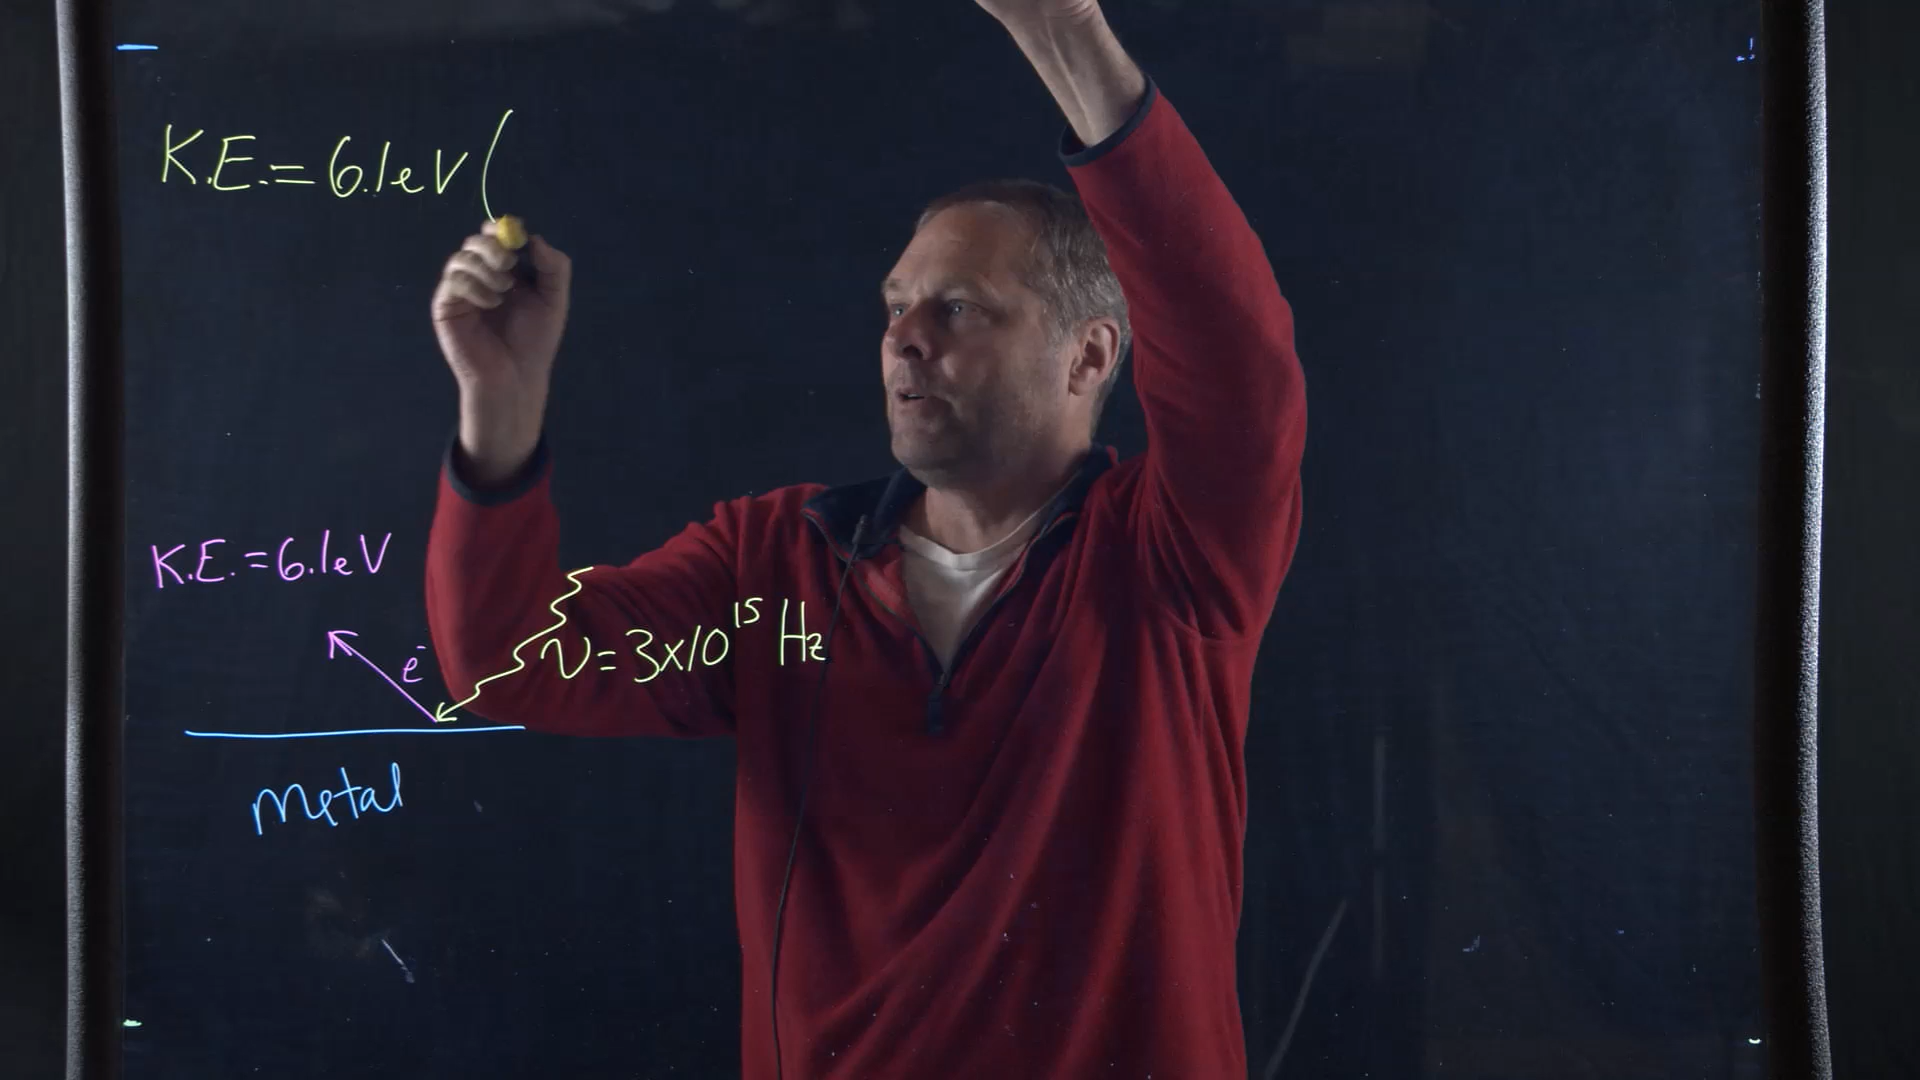 K.E. = 6.1eV (
K.E. = 6.1eV
e⁻
ν = 3x10¹⁵ Hz
Metal